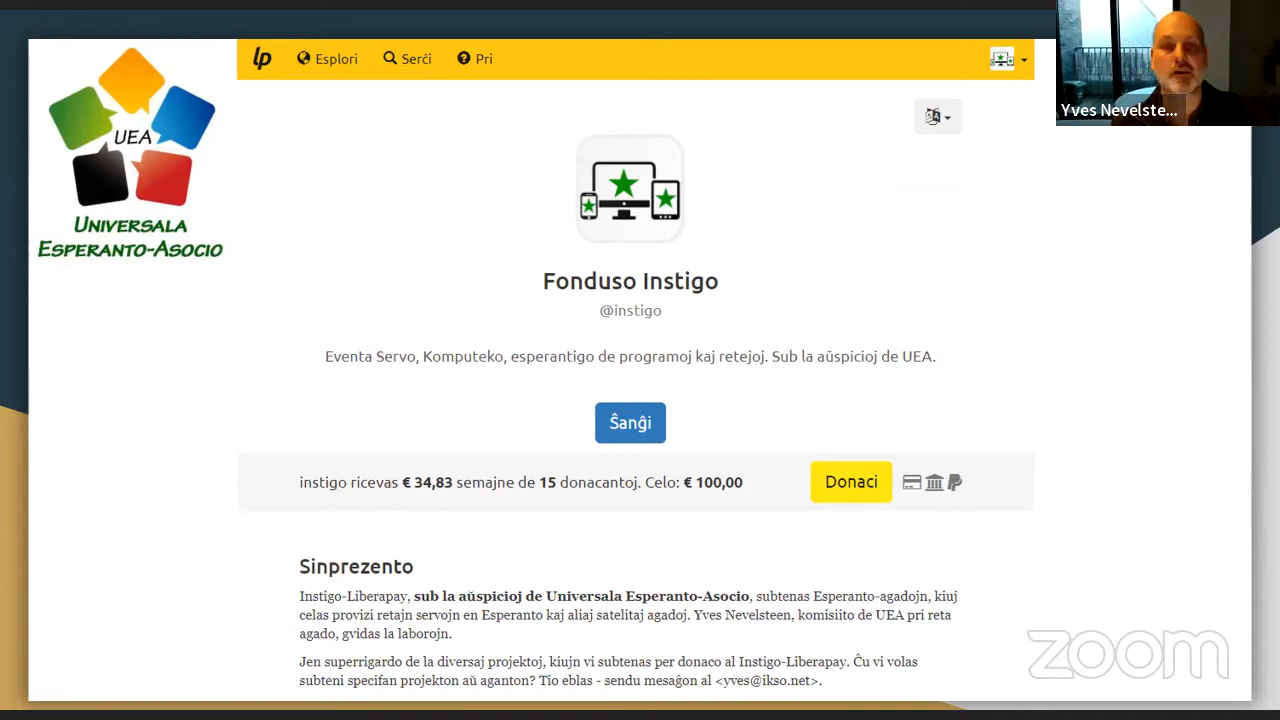 UEA
UNIVERSALA
ESPERANTO-ASOCIO
lp
Esplori
Serĉi
Pri
Yves Nevelste...
Fonduso Instigo
@instigo
Eventa Servo, Komputeko, esperantigo de programoj kaj retejoj. Sub la aŭspicioj de UEA.
Ŝanĝi
instigo ricevas € 34,83 semajne de 15 donacantoj. Celo: € 100,00
Donaci
Sinprezento
Instigo-Liberapay, sub la aŭspicioj de Universala Esperanto-Asocio, subtenas Esperanto-agadojn, kiuj
celas provizi retajn servojn en Esperanto kaj aliaj satelitaj agadoj. Yves Nevelsteen, komisiito de UEA pri reta
agado, gvidas la laborojn.
Jen superrigardo de la diversaj projektoj, kiujn vi subtenas per donaco al Instigo-Liberapay. Ĉu vi volas
subteni specifan projekton aŭ aganton? Tio eblas - sendu mesaĝon al <yves@ikso.net>.
zoom